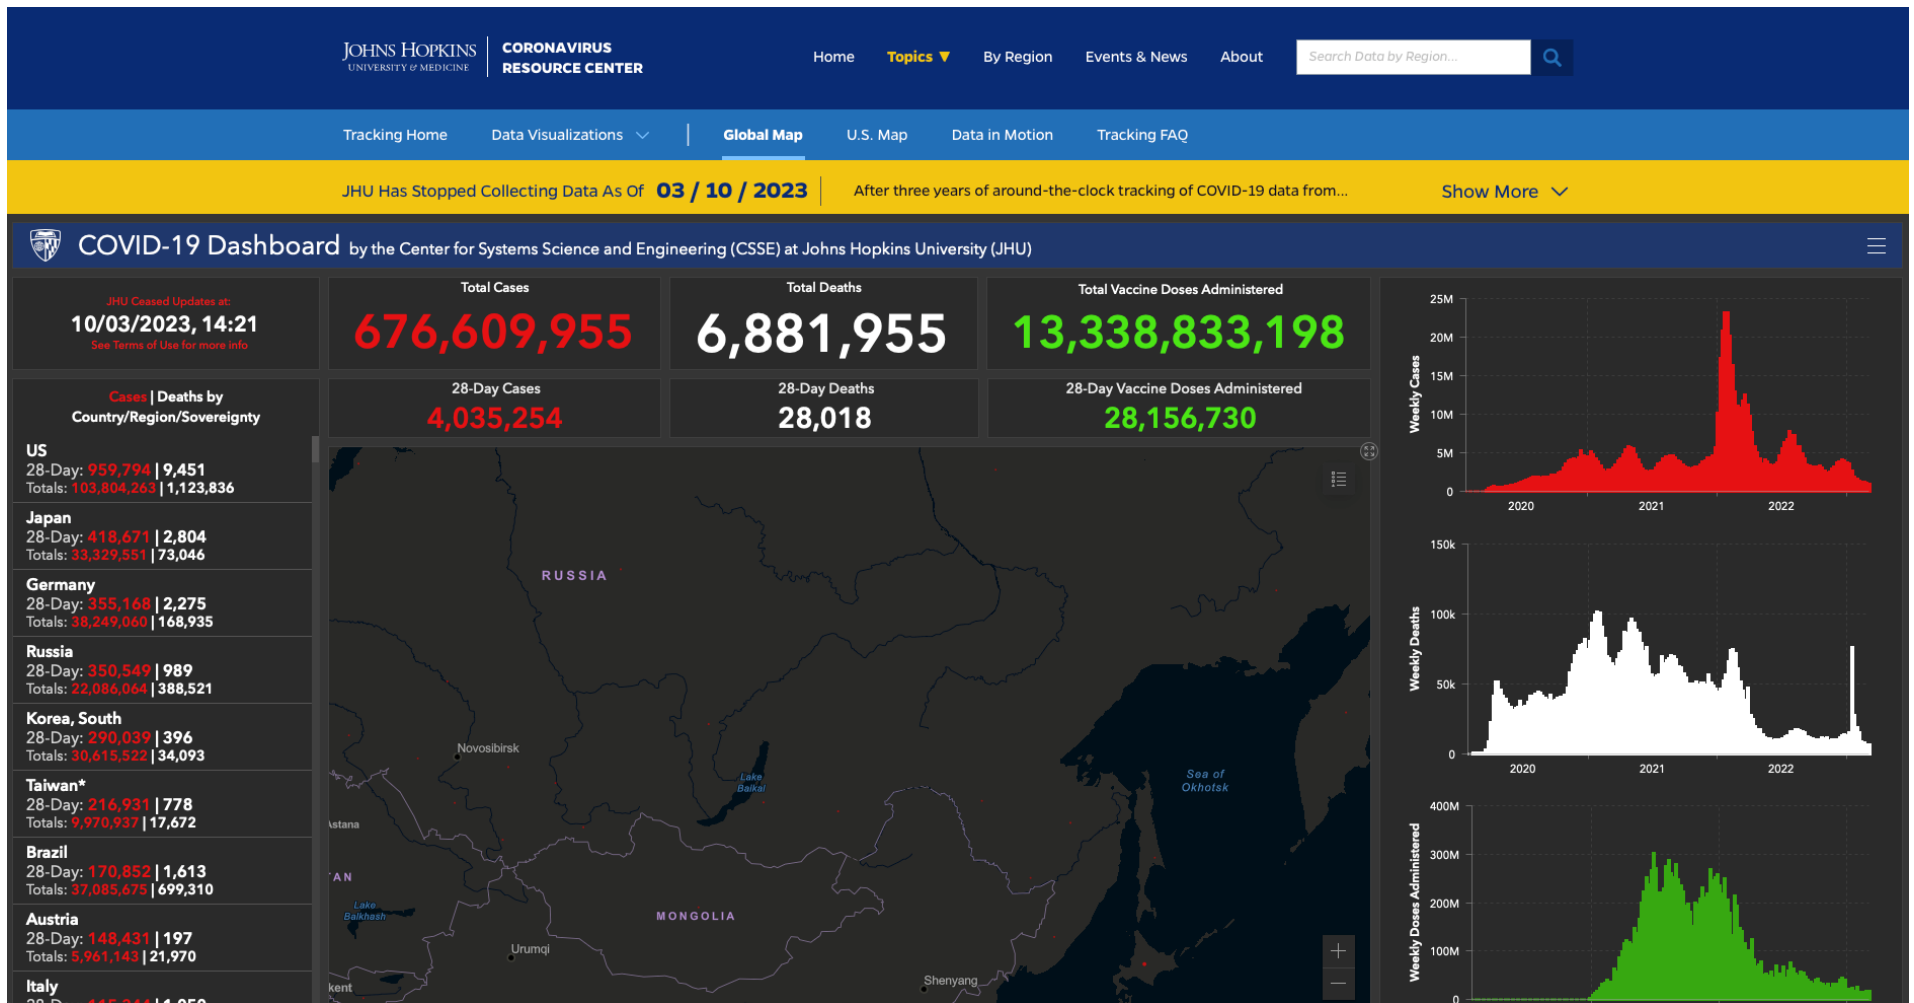 JOHNS HOPKINS
UNIVERSITY & MEDICINE
CORONAVIRUS
RESOURCE CENTER
Home
Topics ▼
By Region
Events & News
About
Search Data by Region...
Tracking Home
Data Visualizations
Global Map
U.S. Map
Data in Motion
Tracking FAQ
JHU Has Stopped Collecting Data As Of 03 / 10 / 2023
After three years of around-the-clock tracking of COVID-19 data from...
Show More
COVID-19 Dashboard by the Center for Systems Science and Engineering (CSSE) at Johns Hopkins University (JHU)
JHU Ceased Updates at:
10/03/2023, 14:21
See Terms of Use for more info
Total Cases
676,609,955
Total Deaths
6,881,955
Total Vaccine Doses Administered
13,338,833,198
28-Day Cases
4,035,254
28-Day Deaths
28,018
28-Day Vaccine Doses Administered
28,156,730
Cases | Deaths by
Country/Region/Sovereignty
US
28-Day: 959,794 | 9,451
Totals: 103,804,263 | 1,123,836
Japan
28-Day: 418,671 | 2,804
Totals: 33,329,551 | 73,046
Germany
28-Day: 355,168 | 2,275
Totals: 38,249,060 | 168,935
Russia
28-Day: 350,549 | 989
Totals: 22,086,064 | 388,521
Korea, South
28-Day: 290,039 | 396
Totals: 30,615,522 | 34,093
Taiwan*
28-Day: 216,931 | 778
Totals: 9,970,937 | 17,672
Brazil
28-Day: 170,852 | 1,613
Totals: 37,085,675 | 699,310
Austria
28-Day: 148,431 | 197
Totals: 5,961,143 | 21,970
Italy
RUSSIA
Novosibirsk
Lake
Baikal
Sea of
Okhotsk
Astana
TAN
Lake
Balkhash
MONGOLIA
Urumqi
Shenyang
kent
Weekly Cases
25M
20M
15M
10M
5M
0
2020
2021
2022
Weekly Deaths
150k
100k
50k
0
2020
2021
2022
Weekly Doses Administered
400M
300M
200M
100M
0